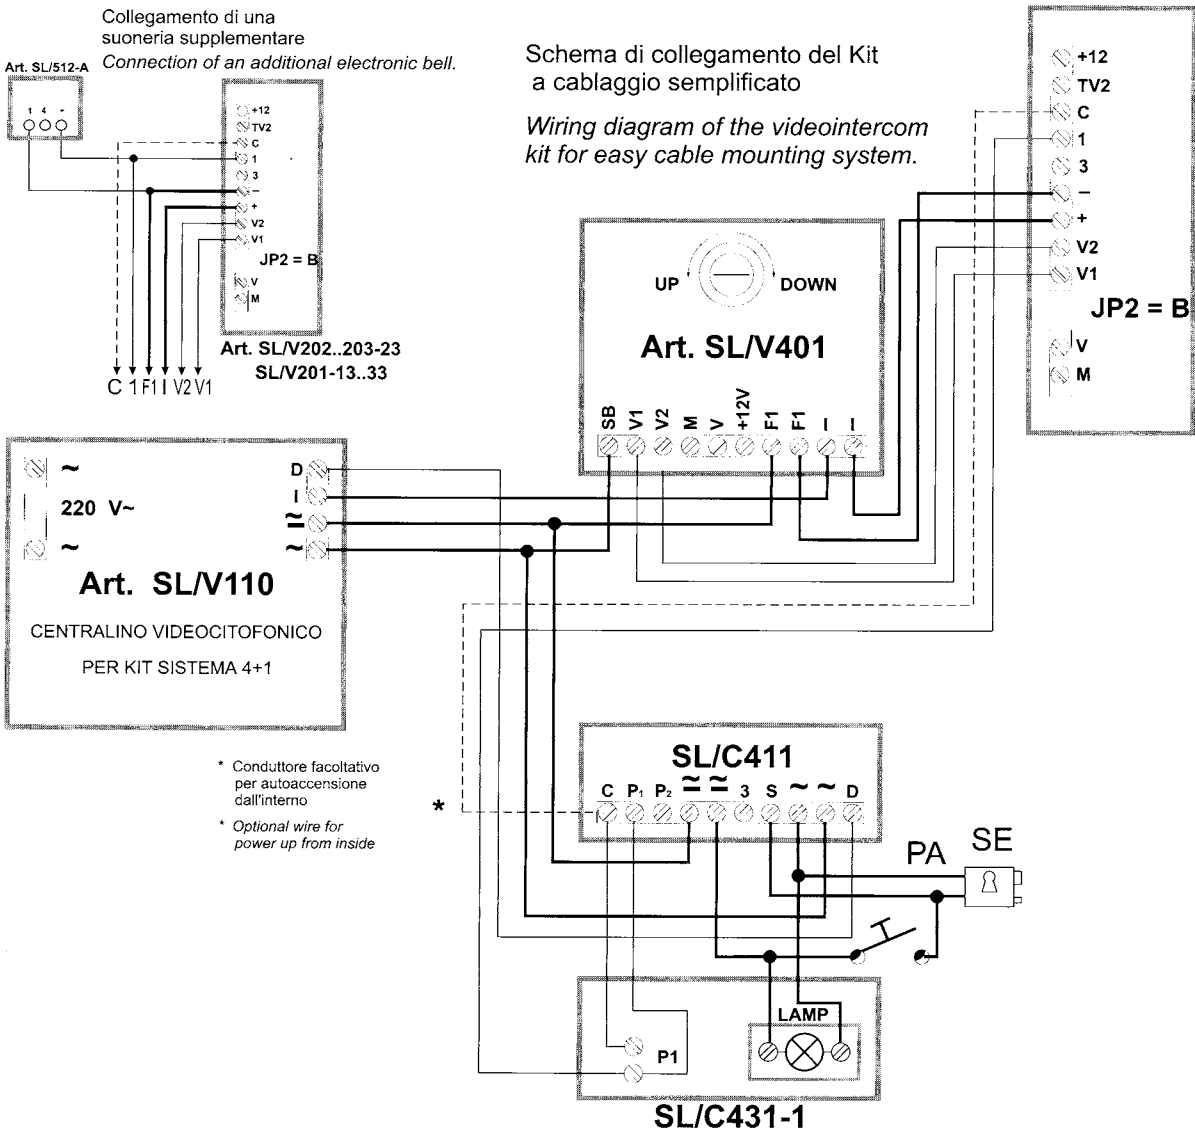 Collegamento di una
suoneria supplementare
Connection of an additional electronic bell.
Art. SL/512-A
1 4 -
+12
TV2
C
1
3
–
+
V2
V1
JP2 = B
V
M
Art. SL/V202..203-23
SL/V201-13..33
C 1 F1 I V2 V1
Schema di collegamento del Kit
a cablaggio semplificato
Wiring diagram of the videointercom
kit for easy cable mounting system.
+12
TV2
C
1
3
–
+
V2
V1
JP2 = B
V
M
UP DOWN
Art. SL/V401
SB V1 V2 M V +12V F1 F1 I I
~ D
220 V~ I
≂
~ ~
Art. SL/V110
CENTRALINO VIDEOCITOFONICO
PER KIT SISTEMA 4+1
* Conduttore facoltativo
per autoaccensione
dall'interno
* Optional wire for
power up from inside
*
SL/C411
C P1 P2 ≂ ≂ 3 S ~ ~ D
PA SE
LAMP
P1
SL/C431-1